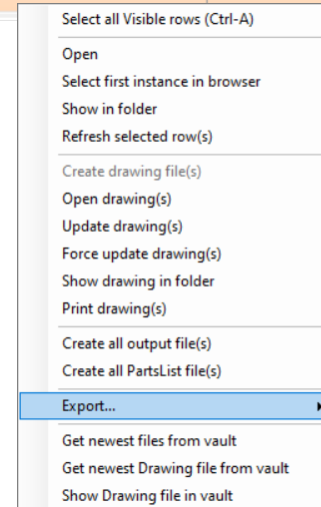 Select all Visible rows (Ctrl-A)
Open
Select first instance in browser
Show in folder
Refresh selected row(s)
Create drawing file(s)
Open drawing(s)
Update drawing(s)
Force update drawing(s)
Show drawing in folder
Print drawing(s)
Create all output file(s)
Create all PartsList file(s)
Export...
Get newest files from vault
Get newest Drawing file from vault
Show Drawing file in vault